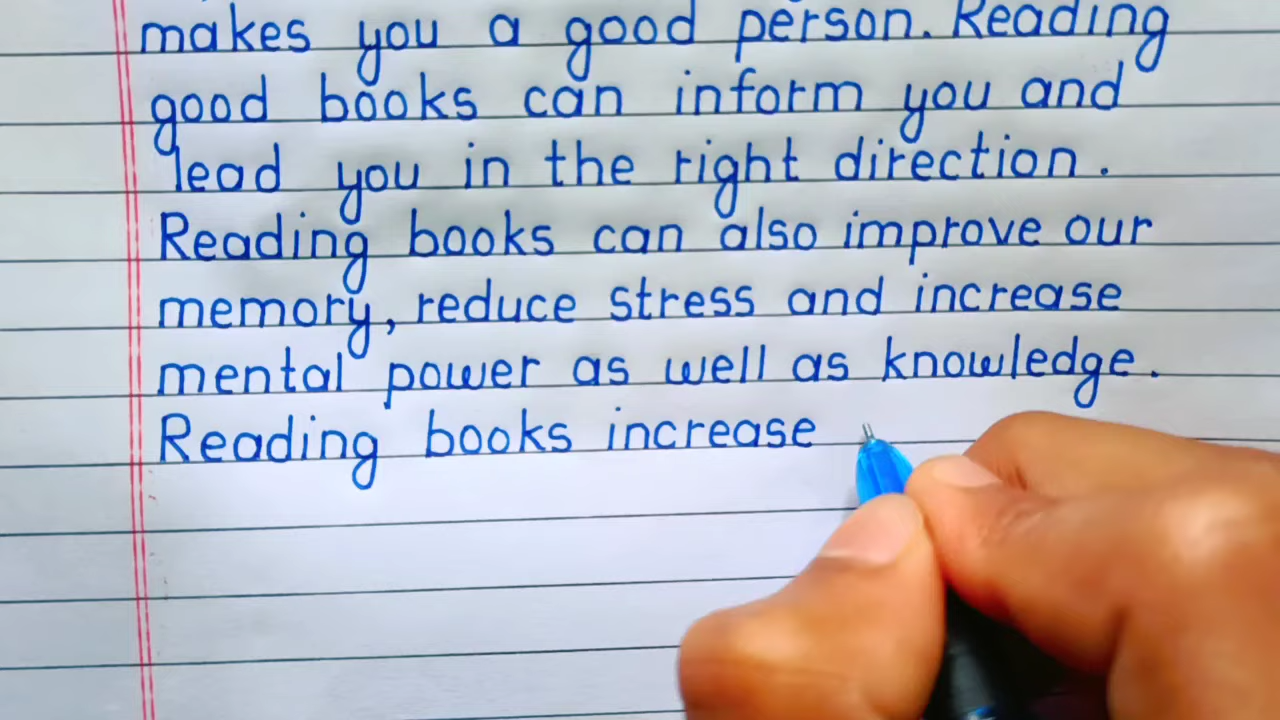 makes you a good person. Reading
good books can inform you and
lead you in the right direction.
Reading books can also improve our
memory, reduce stress and increase
mental power as well as knowledge.
Reading books increase